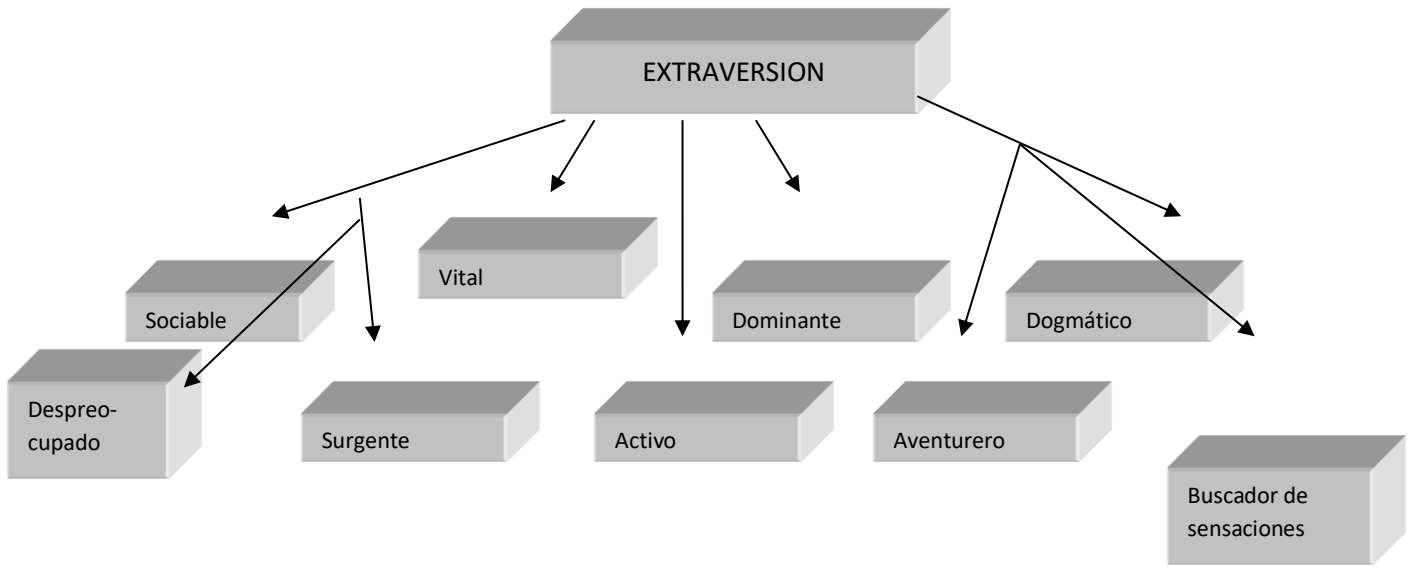 EXTRAVERSION
Vital
Sociable
Dominante
Dogmático
Despreo-
cupado
Surgente
Activo
Aventurero
Buscador de
sensaciones